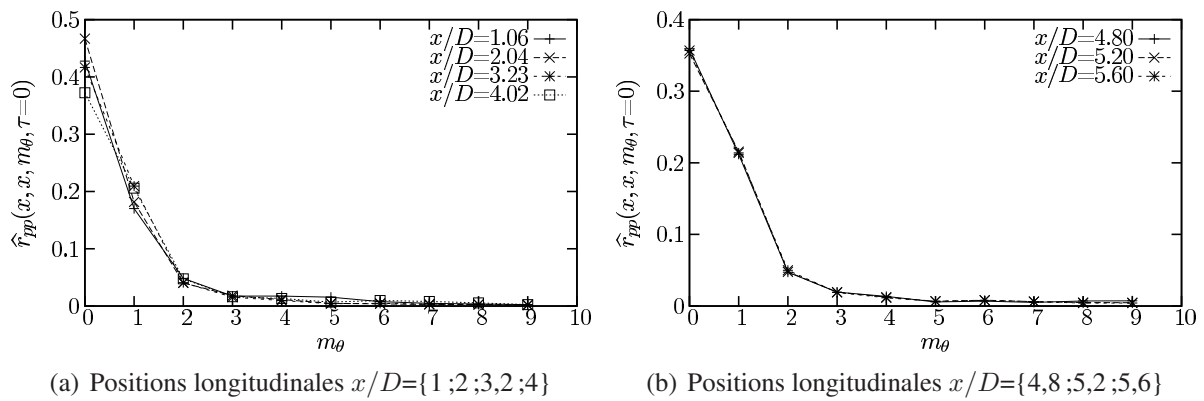 0.5
0.4
0.3
0.2
0.1
0
0 1 2 3 4 5 6 7 8 9 10
r̂pp(x, x, mθ, τ=0)
mθ
x/D=1.06
x/D=2.04
x/D=3.23
x/D=4.02
(a) Positions longitudinales x/D={1 ;2 ;3,2 ;4}
0.4
0.3
0.2
0.1
0
0 1 2 3 4 5 6 7 8 9 10
r̂pp(x, x, mθ, τ=0)
mθ
x/D=4.80
x/D=5.20
x/D=5.60
(b) Positions longitudinales x/D={4,8 ;5,2 ;5,6}